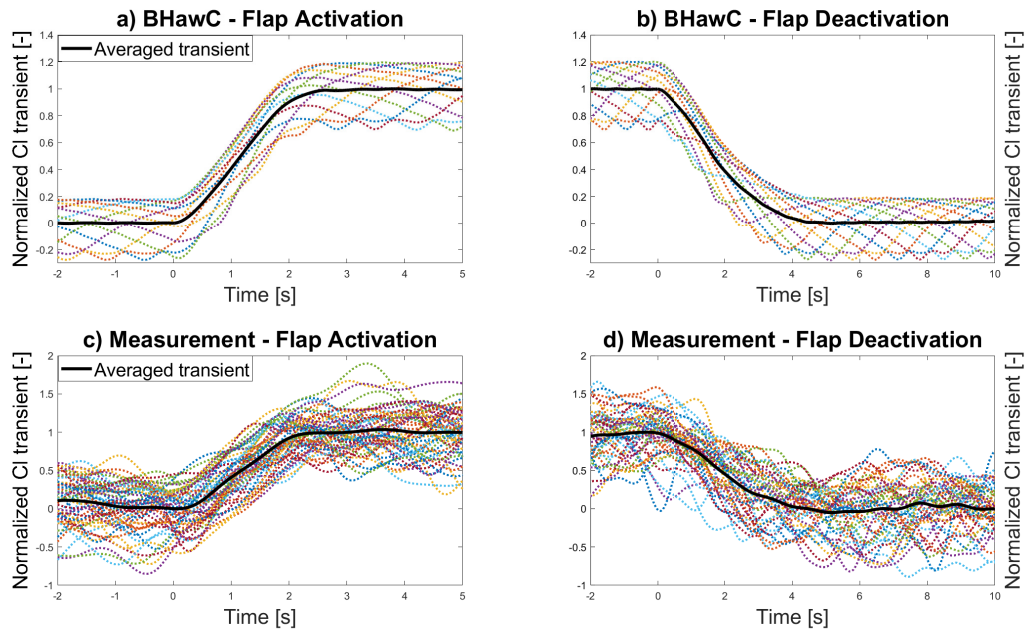 a) BHawC - Flap Activation
Normalized Cl transient [-]
1.4
1.2
1
0.8
0.6
0.4
0.2
0
-0.2
Averaged transient
-2 -1 0 1 2 3 4 5
Time [s]
b) BHawC - Flap Deactivation
Normalized Cl transient [-]
1.4
1.2
1
0.8
0.6
0.4
0.2
0
-0.2
-2 0 2 4 6 8 10
Time [s]
c) Measurement - Flap Activation
Normalized Cl transient [-]
2
1.5
1
0.5
0
-0.5
-1
Averaged transient
-2 -1 0 1 2 3 4 5
Time [s]
d) Measurement - Flap Deactivation
Normalized Cl transient [-]
2
1.5
1
0.5
0
-0.5
-1
-2 0 2 4 6 8 10
Time [s]